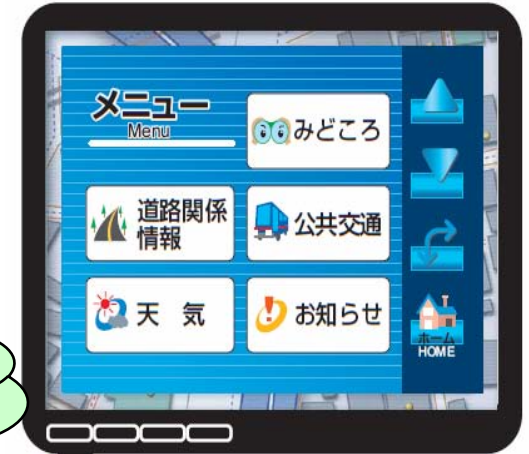 メニュー
Menu
みどころ
道路関係
情報
公共交通
天 気
お知らせ
ホーム
HOME